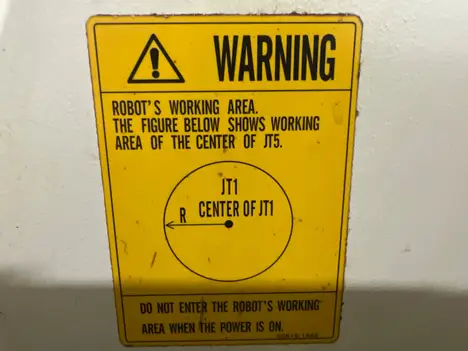 WARNING
ROBOT'S WORKING AREA.
THE FIGURE BELOW SHOWS WORKING
AREA OF THE CENTER OF JT5.
JT1
CENTER OF JT1
R
DO NOT ENTER THE ROBOT'S WORKING
AREA WHEN THE POWER IS ON.